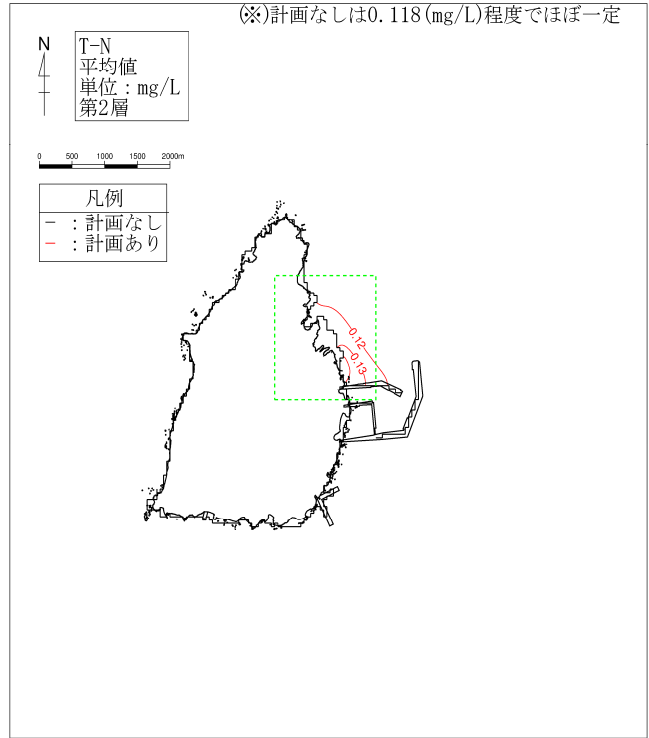 (※)計画なしは0.118(mg/L)程度でほぼ一定
N
T-N
平均値
単位：mg/L
第2層
0 500 1000 1500 2000m
凡例
－ ：計画なし
－ ：計画あり
0.12
0.13